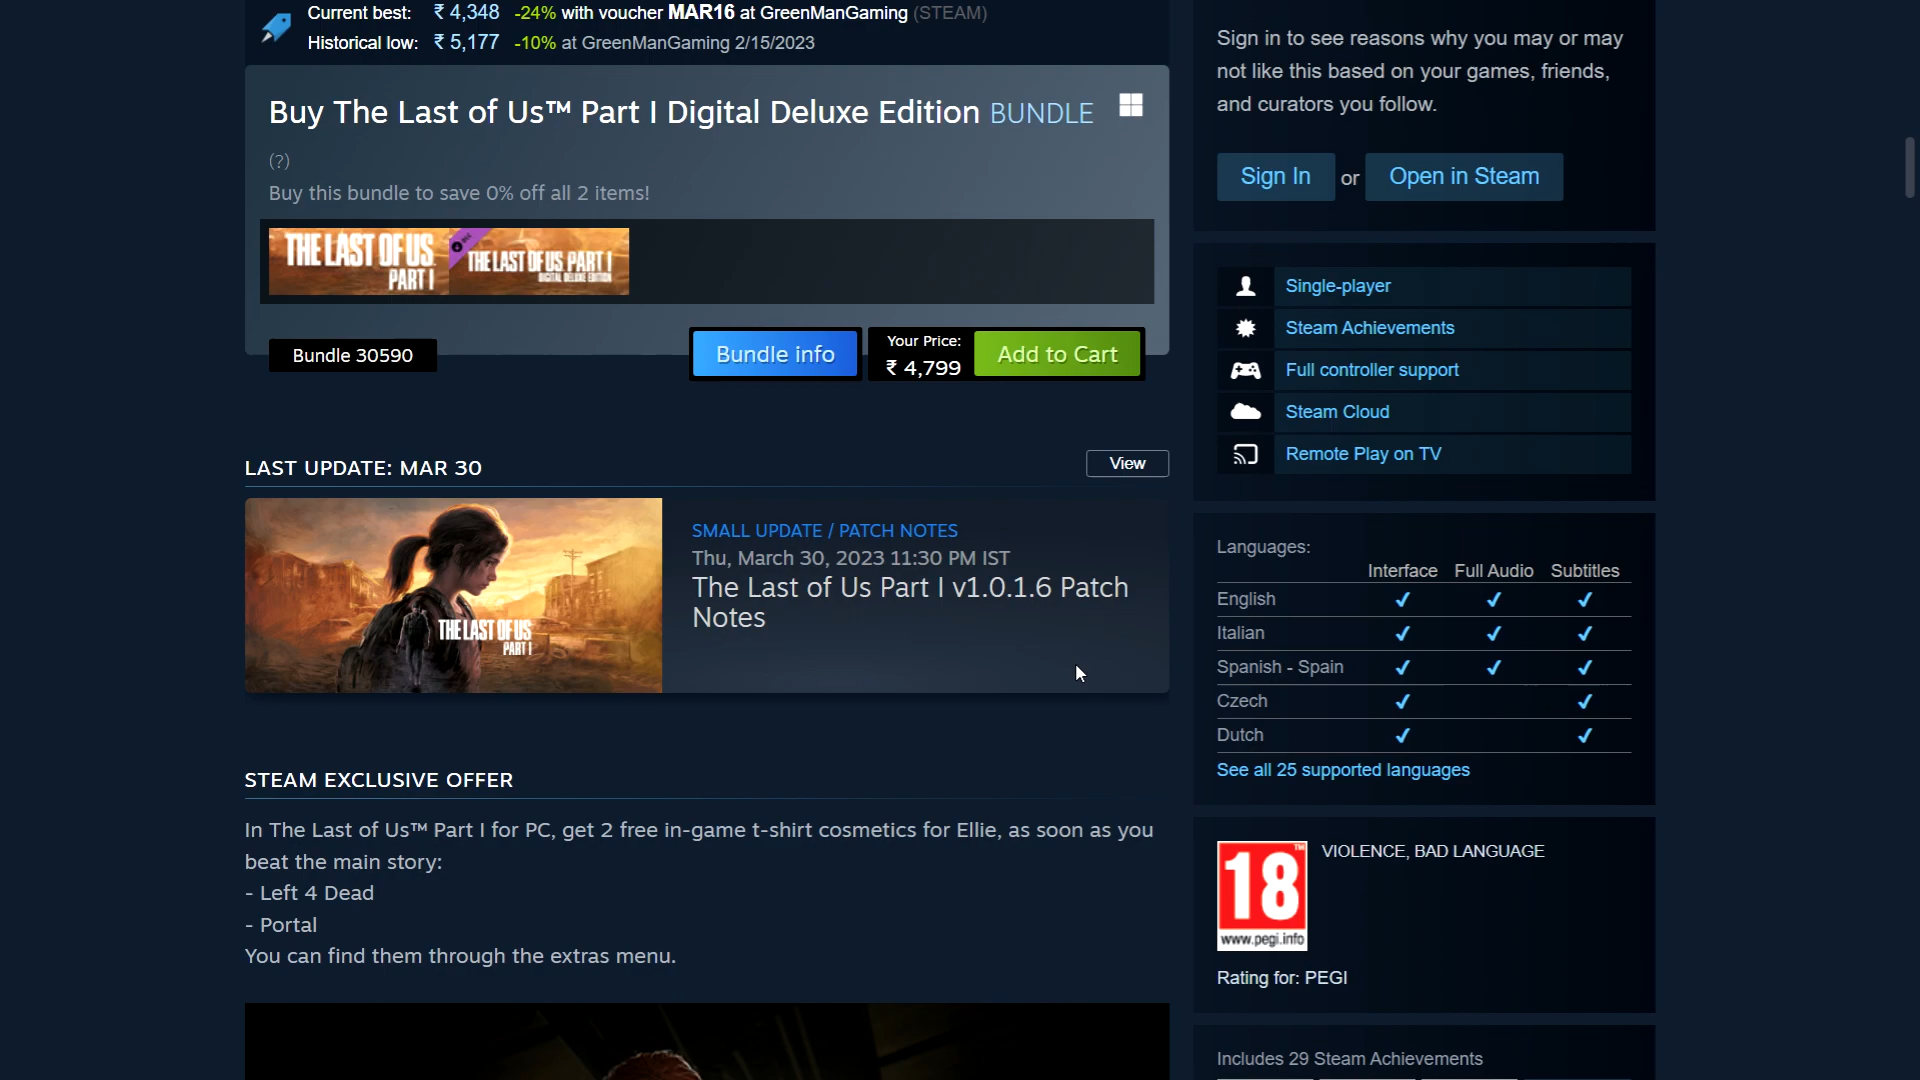 Current best: ₹ 4,348 -24% with voucher MAR16 at GreenManGaming (STEAM)
Historical low: ₹ 5,177 -10% at GreenManGaming 2/15/2023
Buy The Last of Us™ Part I Digital Deluxe Edition BUNDLE
(?)
Buy this bundle to save 0% off all 2 items!
THE LAST OF US
PART I
THE LAST OF US PART I
DIGITAL DELUXE EDITION
Bundle 30590
Bundle info
Your Price:
₹ 4,799
Add to Cart
LAST UPDATE: MAR 30
View
THE LAST OF US
PART I
SMALL UPDATE / PATCH NOTES
Thu, March 30, 2023 11:30 PM IST
The Last of Us Part I v1.0.1.6 Patch
Notes
STEAM EXCLUSIVE OFFER
In The Last of Us™ Part I for PC, get 2 free in-game t-shirt cosmetics for Ellie, as soon as you
beat the main story:
- Left 4 Dead
- Portal
You can find them through the extras menu.
Sign in to see reasons why you may or may
not like this based on your games, friends,
and curators you follow.
Sign In or Open in Steam
Single-player
Steam Achievements
Full controller support
Steam Cloud
Remote Play on TV
Languages:
Interface Full Audio Subtitles
English ✔ ✔ ✔
Italian ✔ ✔ ✔
Spanish - Spain ✔ ✔ ✔
Czech ✔ ✔
Dutch ✔ ✔
See all 25 supported languages
18
™
www.pegi.info
VIOLENCE, BAD LANGUAGE
Rating for: PEGI
Includes 29 Steam Achievements